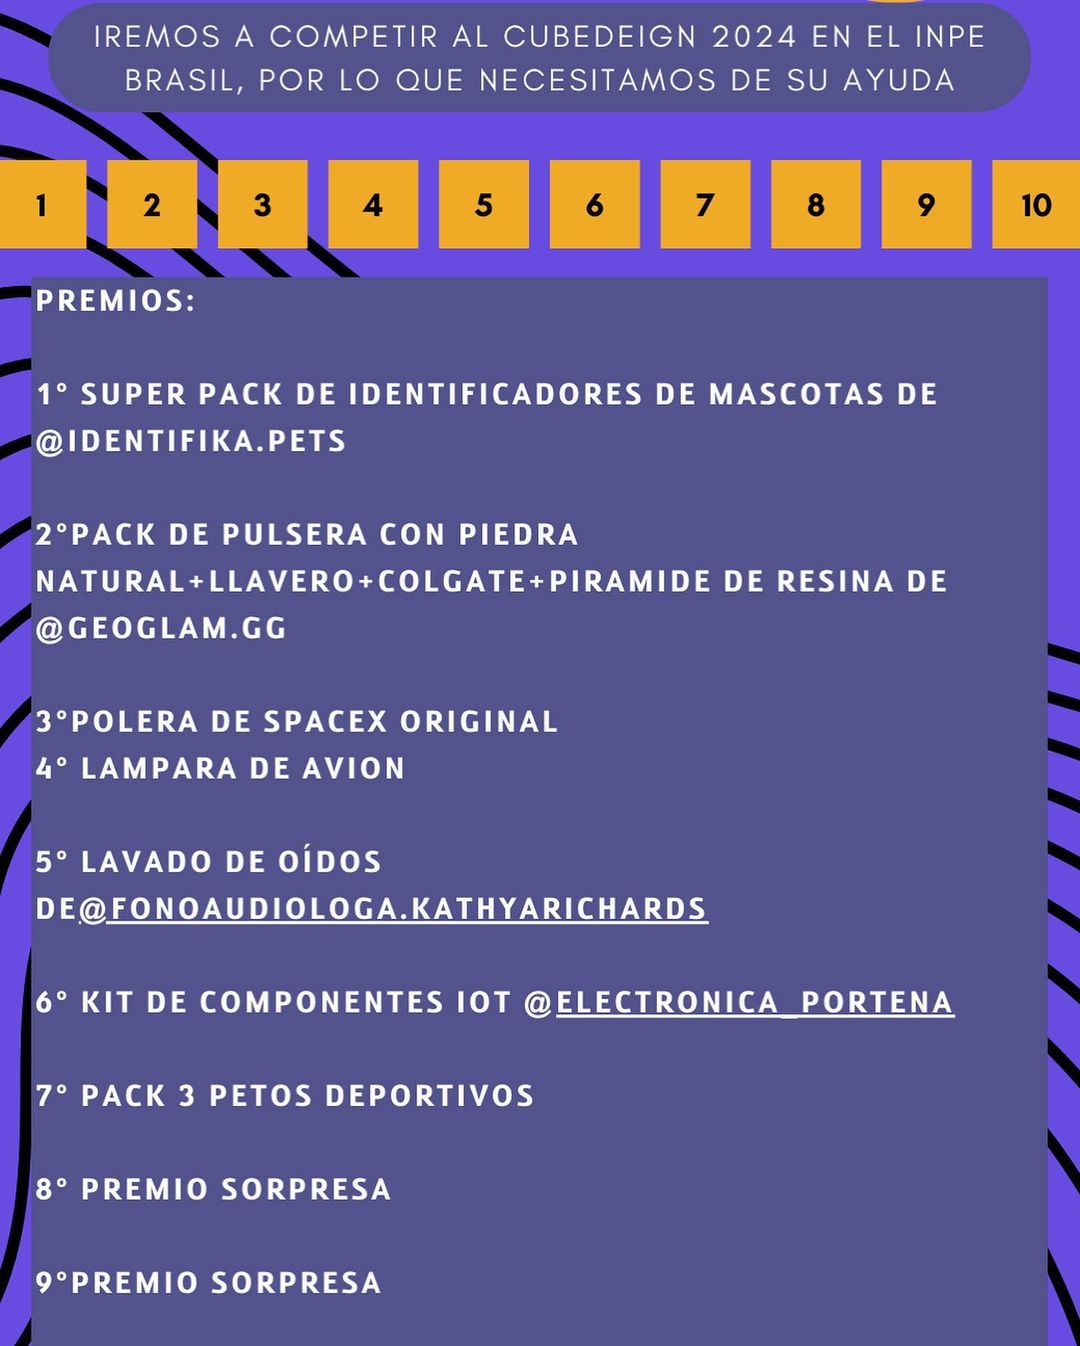 IREMOS A COMPETIR AL CUBEDEIGN 2024 EN EL INPE
BRASIL, POR LO QUE NECESITAMOS DE SU AYUDA
1 2 3 4 5 6 7 8 9 10
PREMIOS:
1° SUPER PACK DE IDENTIFICADORES DE MASCOTAS DE
@IDENTIFIKA.PETS
2°PACK DE PULSERA CON PIEDRA
NATURAL+LLAVERO+COLGATE+PIRAMIDE DE RESINA DE
@GEOGLAM.GG
3°POLERA DE SPACEX ORIGINAL
4° LAMPARA DE AVION
5° LAVADO DE OÍDOS
DE@FONOAUDIOLOGA.KATHYARICHARDS
6° KIT DE COMPONENTES IOT @ELECTRONICA_PORTENA
7° PACK 3 PETOS DEPORTIVOS
8° PREMIO SORPRESA
9°PREMIO SORPRESA